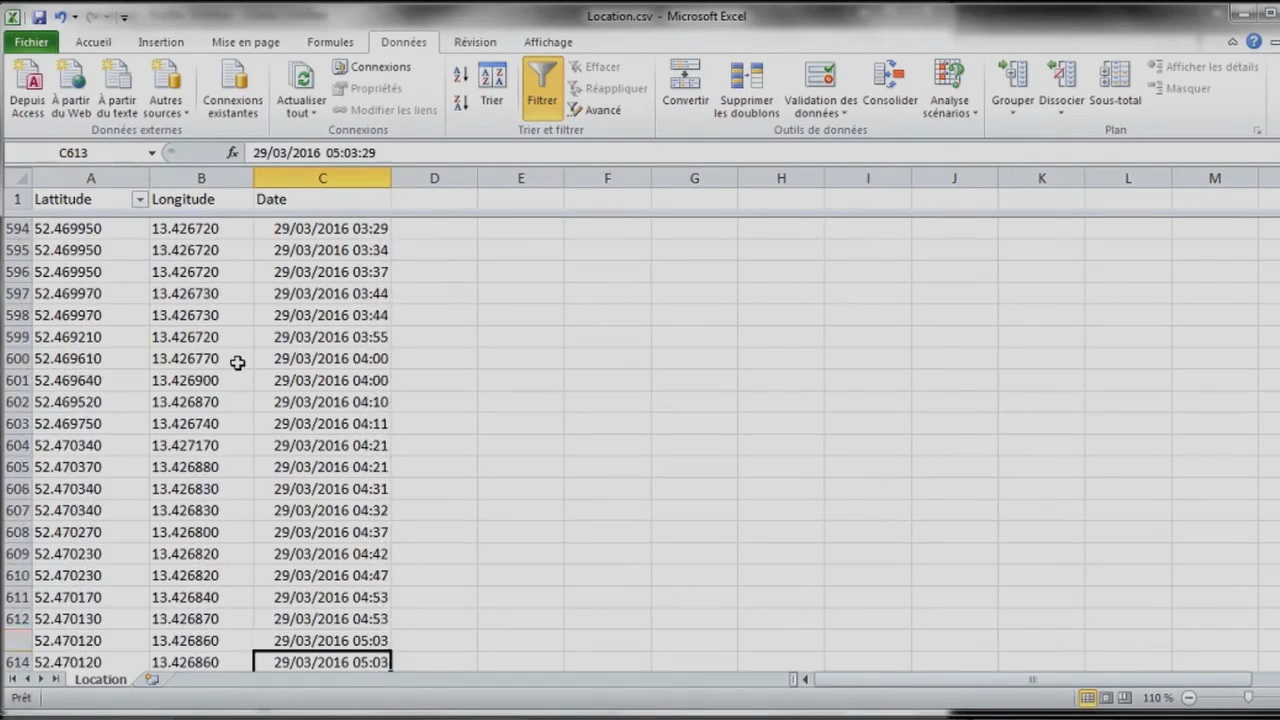 Location.csv - Microsoft Excel
Fichier Accueil Insertion Mise en page Formules Données Révision Affichage
Depuis Access
À partir du Web
À partir du texte
Autres sources
Connexions existantes
Actualiser tout
Connexions
Propriétés
Modifier les liens
Trier
Filtrer
Effacer
Réappliquer
Avancé
Convertir
Supprimer les doublons
Validation des données
Consolider
Analyse scénarios
Grouper
Dissocier
Sous-total
Afficher les détails
Masquer
Données externes Connexions Trier et filtrer Outils de données Plan
C613 fx 29/03/2016 05:03:29
A B C D E F G H I J K L M
1 Lattitude Longitude Date
594 52.469950 13.426720 29/03/2016 03:29
595 52.469950 13.426720 29/03/2016 03:34
596 52.469950 13.426720 29/03/2016 03:37
597 52.469970 13.426730 29/03/2016 03:44
598 52.469970 13.426730 29/03/2016 03:44
599 52.469210 13.426720 29/03/2016 03:55
600 52.469610 13.426770 29/03/2016 04:00
601 52.469640 13.426900 29/03/2016 04:00
602 52.469520 13.426870 29/03/2016 04:10
603 52.469750 13.426740 29/03/2016 04:11
604 52.470340 13.427170 29/03/2016 04:21
605 52.470370 13.426880 29/03/2016 04:21
606 52.470340 13.426830 29/03/2016 04:31
607 52.470340 13.426830 29/03/2016 04:32
608 52.470270 13.426800 29/03/2016 04:37
609 52.470230 13.426820 29/03/2016 04:42
610 52.470230 13.426820 29/03/2016 04:47
611 52.470170 13.426840 29/03/2016 04:53
612 52.470130 13.426870 29/03/2016 04:53
52.470120 13.426860 29/03/2016 05:03
614 52.470120 13.426860 29/03/2016 05:03
Location
Prêt 110 %